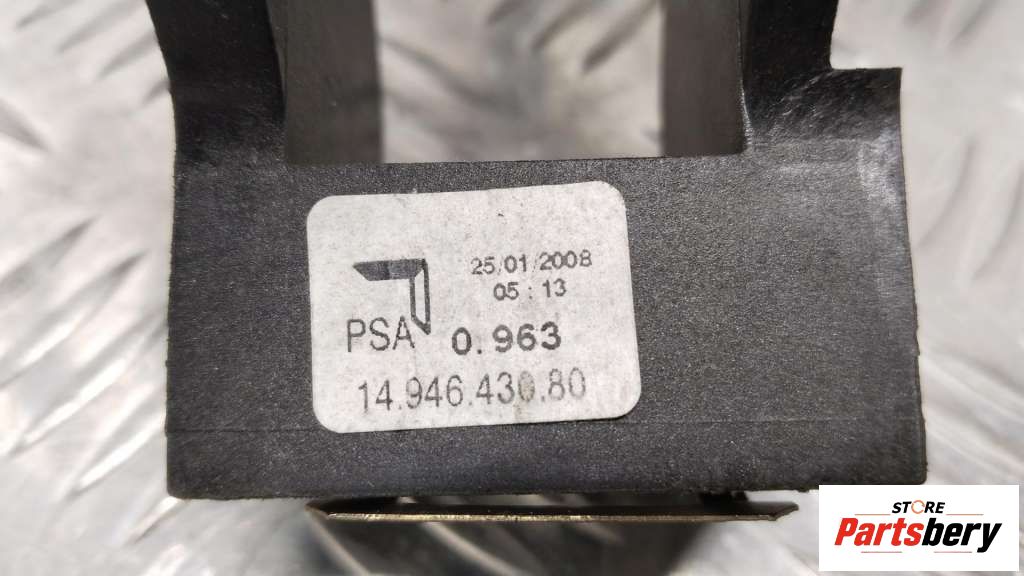 25/01/2008
05:13
PSA
0.963
14.946.430.80
STORE
Partsbery